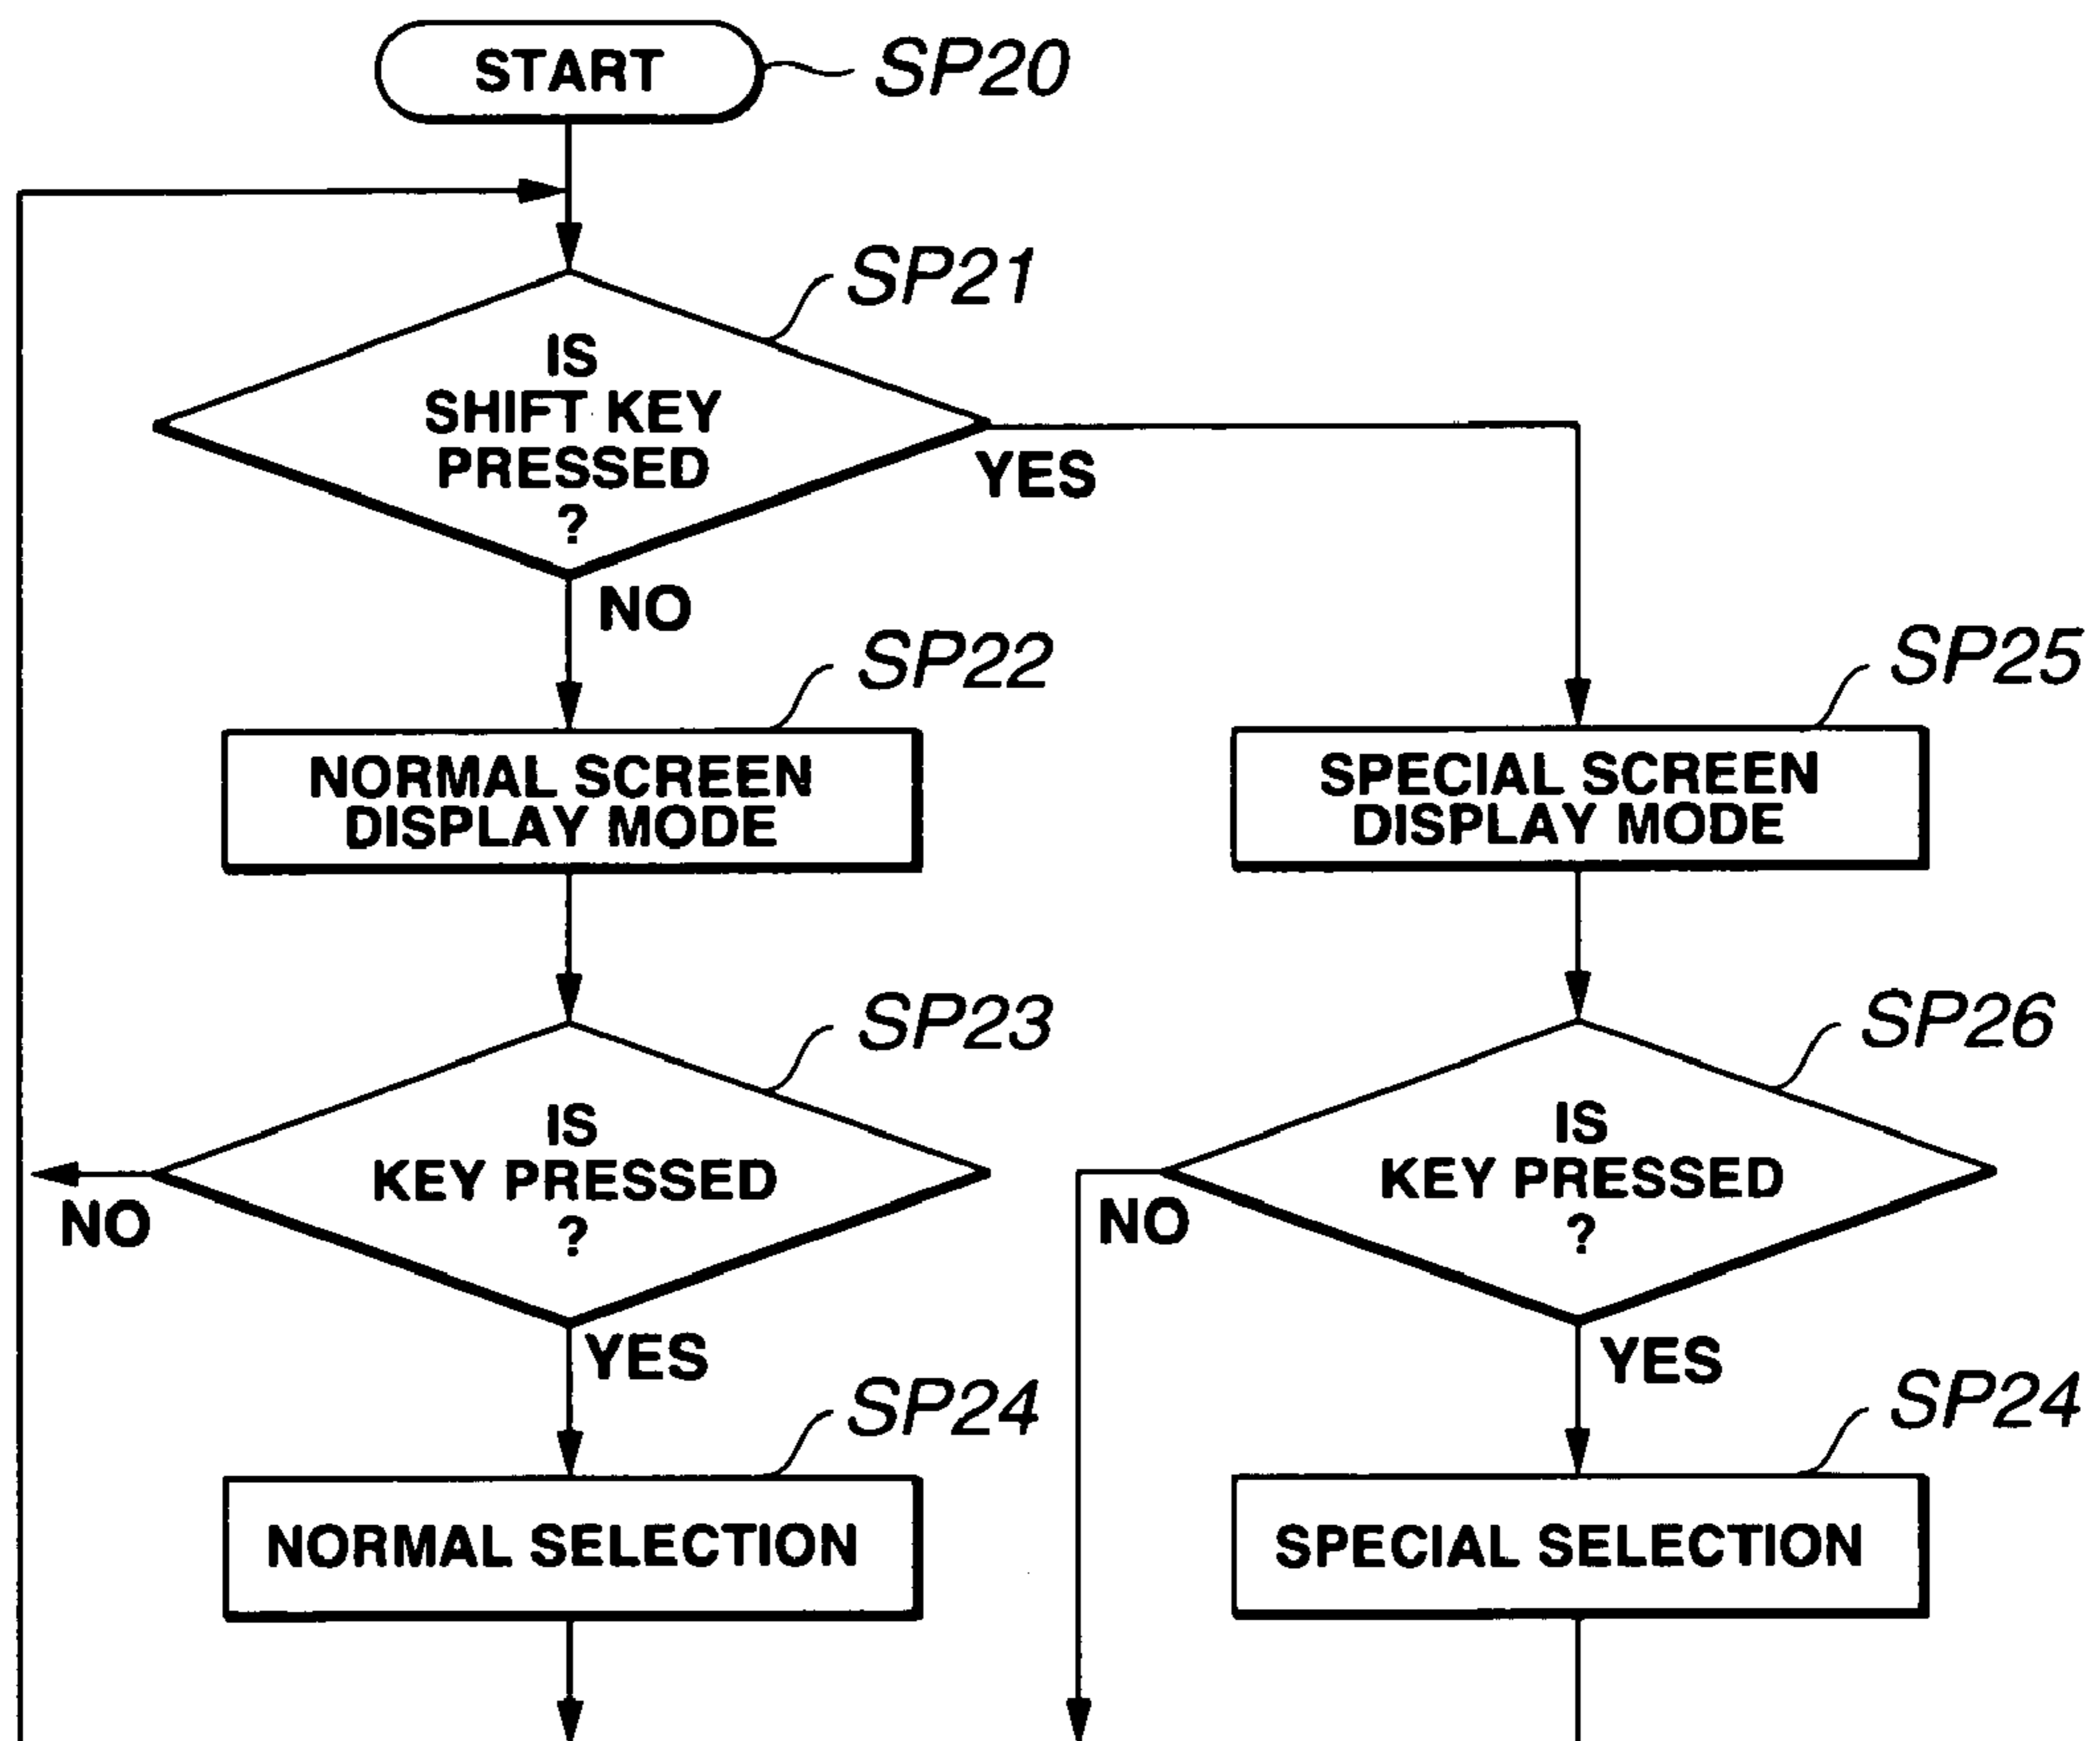 START
SP20
SP21
IS
SHIFT KEY
PRESSED
?
YES
NO
SP22
NORMAL SCREEN
DISPLAY MODE
SP25
SPECIAL SCREEN
DISPLAY MODE
SP23
IS
KEY PRESSED
?
NO
YES
SP26
IS
KEY PRESSED
?
NO
YES
SP24
NORMAL SELECTION
SP24
SPECIAL SELECTION